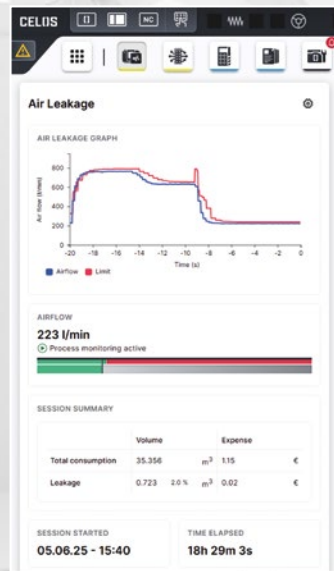 CELOS
NC
Air Leakage
AIR LEAKAGE GRAPH
Air flow (l/min)
800
600
400
200
0
-20 -18 -16 -14 -12 -10 -8 -6 -4 -2 0
Time (s)
Airflow Limit
AIRFLOW
223 l/min
Process monitoring active
SESSION SUMMARY
Volume Expense
Total consumption 35.356 m³ 1.15 €
Leakage 0.723 2.0 % m³ 0.02 €
SESSION STARTED TIME ELAPSED
05.06.25 - 15:40 18h 29m 3s